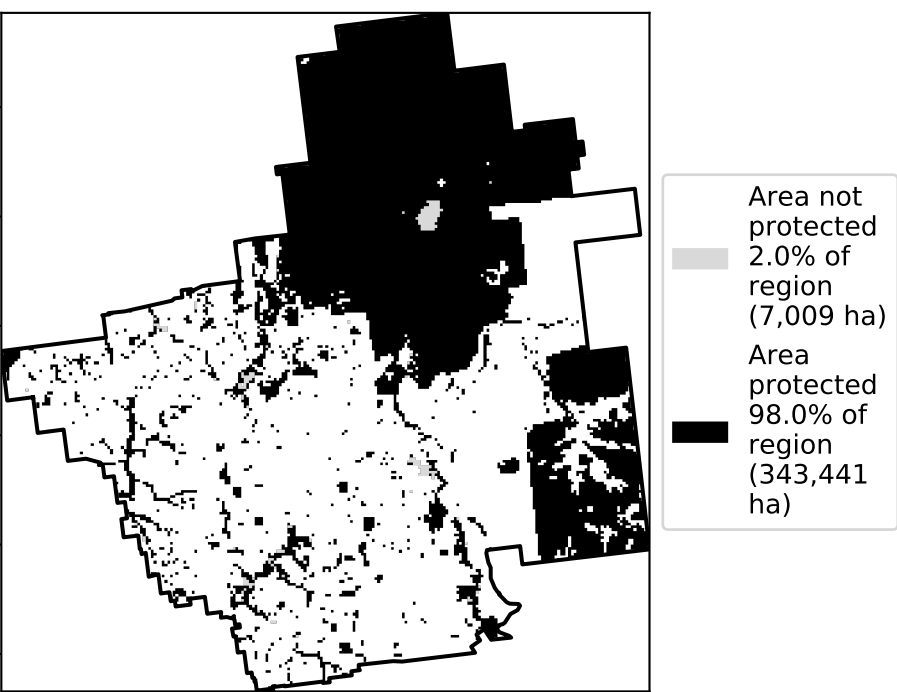 Area not
protected
2.0% of
region
(7,009 ha)
Area
protected
98.0% of
region
(343,441
ha)